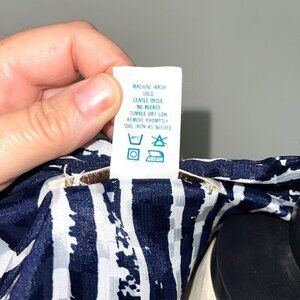 MACHINE WASH
COLD
GENTLE CYCLE
NO BLEACH
TUMBLE DRY LOW
REMOVE PROMPTLY
COOL IRON AS NEEDED